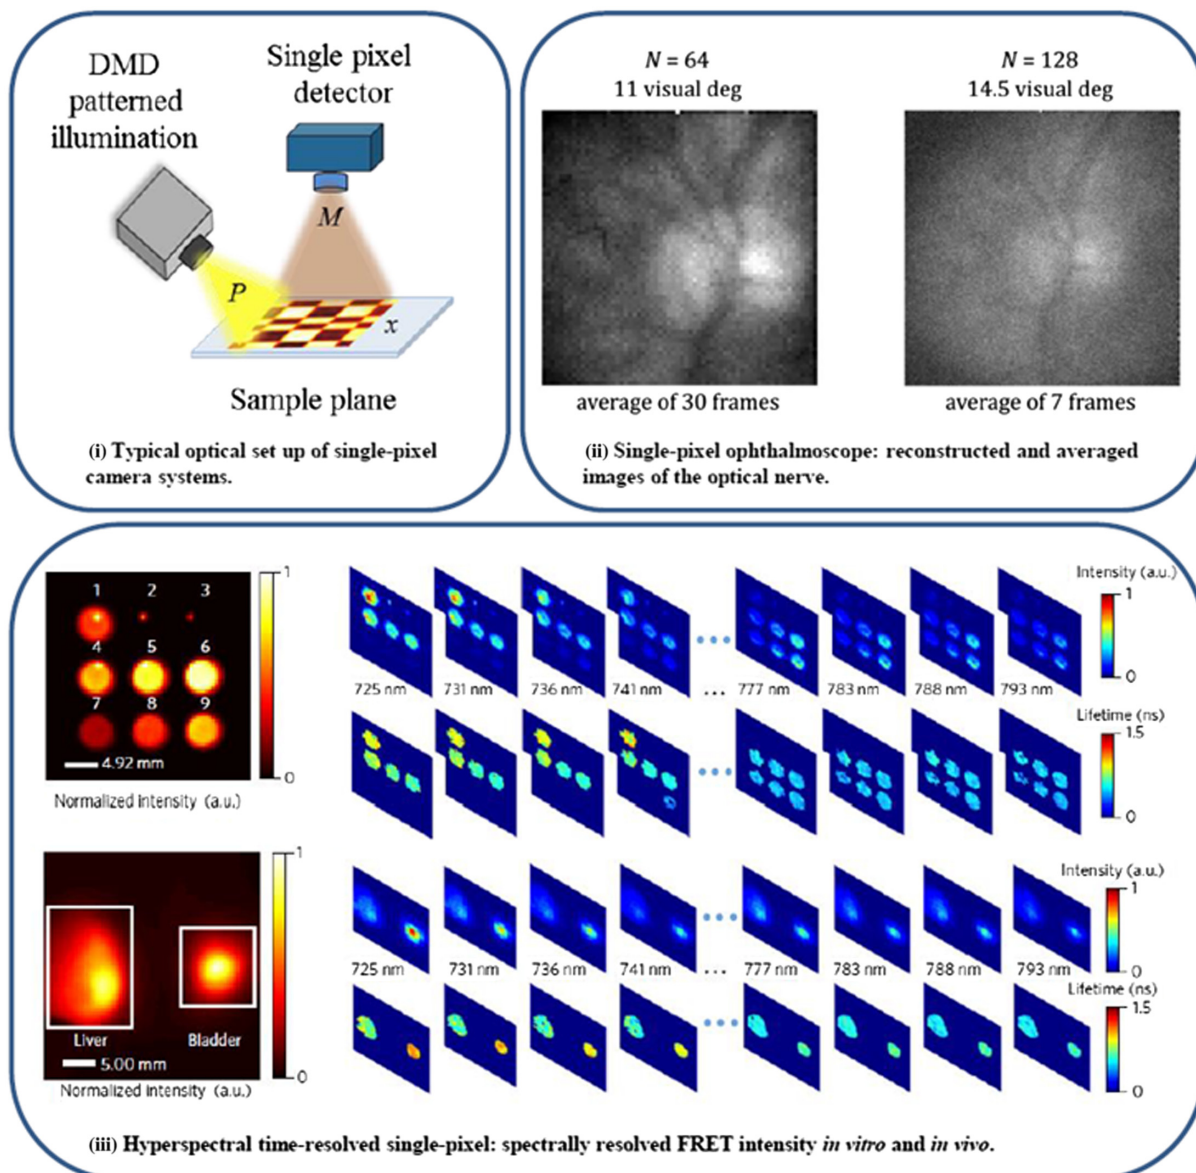 DMD
patterned
illumination
Single pixel
detector
M
P
x
Sample plane
(i) Typical optical set up of single-pixel
camera systems.
N = 64
11 visual deg
average of 30 frames
N = 128
14.5 visual deg
average of 7 frames
(ii) Single-pixel ophthalmoscope: reconstructed and averaged
images of the optical nerve.
1 2 3
4 5 6
7 8 9
4.92 mm
1
0
Normalized intensity (a.u.)
Intensity (a.u.)
1
0
725 nm 731 nm 736 nm 741 nm ... 777 nm 783 nm 788 nm 793 nm
Lifetime (ns)
1.5
0
Liver Bladder
5.00 mm
1
0
Normalized intensity (a.u.)
Intensity (a.u.)
1
0
725 nm 731 nm 736 nm 741 nm ... 777 nm 783 nm 788 nm 793 nm
Lifetime (ns)
1.5
0
(iii) Hyperspectral time-resolved single-pixel: spectrally resolved FRET intensity in vitro and in vivo.